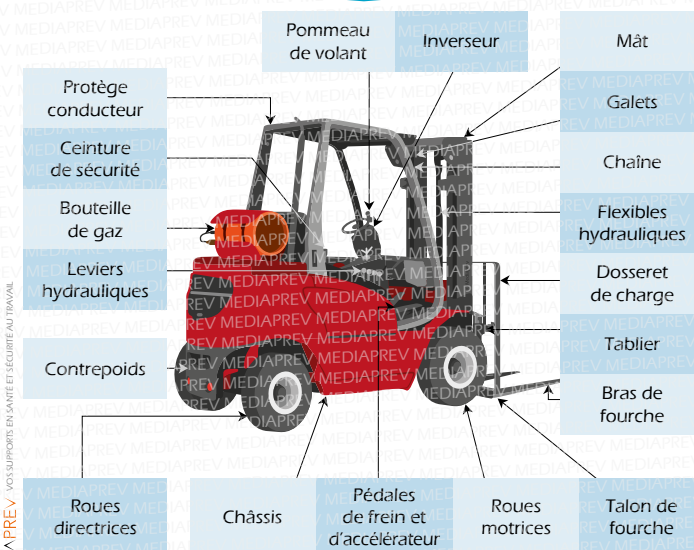 Pommeau
de volant
Inverseur
Mât
Protège
conducteur
Galets
Ceinture
de sécurité
Chaîne
Bouteille
de gaz
Flexibles
hydrauliques
Leviers
hydrauliques
Dosseret
de charge
Tablier
Contrepoids
Bras de
fourche
Roues
directrices
Châssis
Pédales
de frein et
d'accélérateur
Roues
motrices
Talon de
fourche
APREV VOS SUPPORTS EN SANTÉ ET SÉCURITÉ AU TRAVAIL
MEDIAPREV